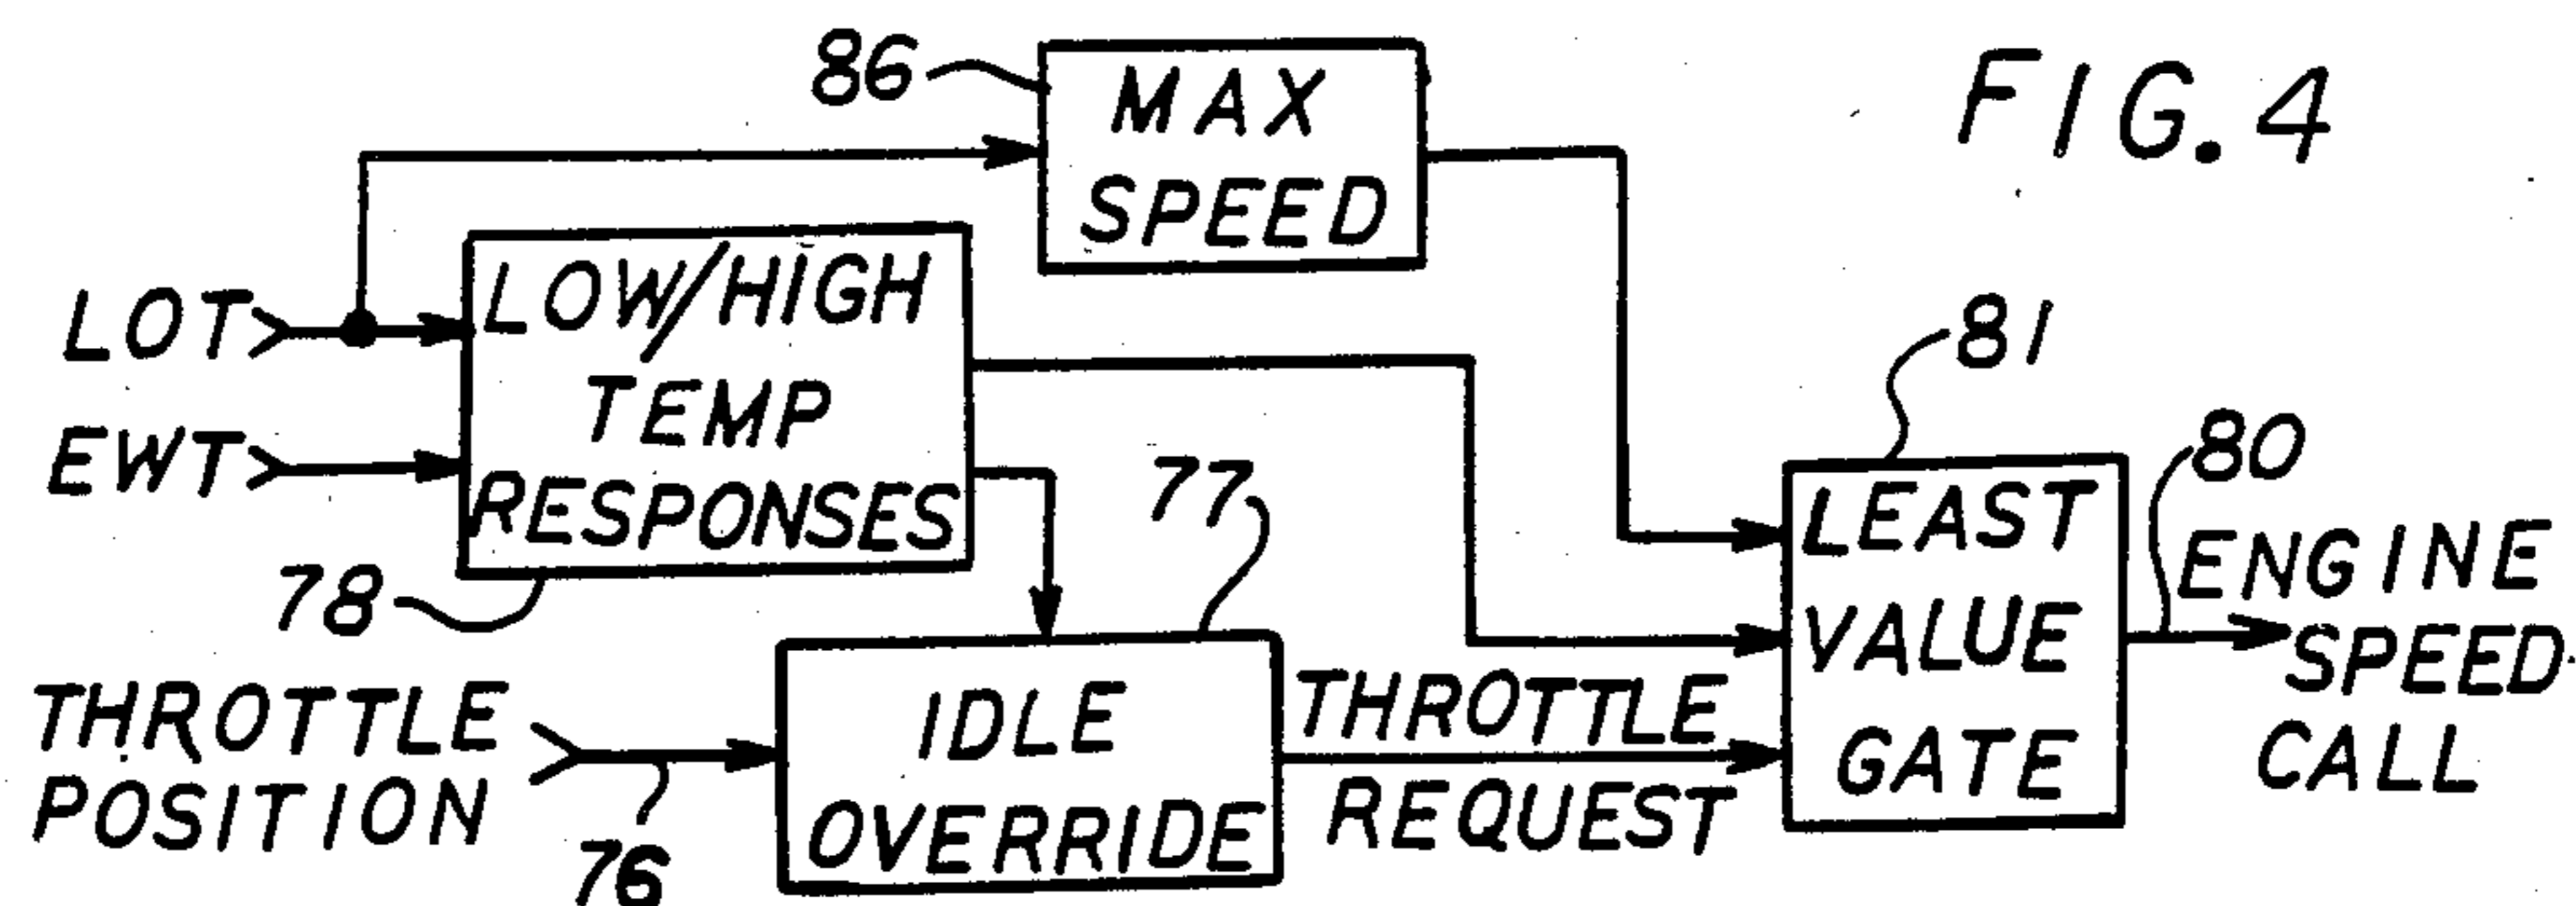 FIG. 4
86
MAX
SPEED
LOT
EWT
LOW/HIGH
TEMP
RESPONSES
78
77
81
80
THROTTLE
POSITION
76
IDLE
OVERRIDE
THROTTLE
REQUEST
LEAST
VALUE
GATE
ENGINE
SPEED
CALL